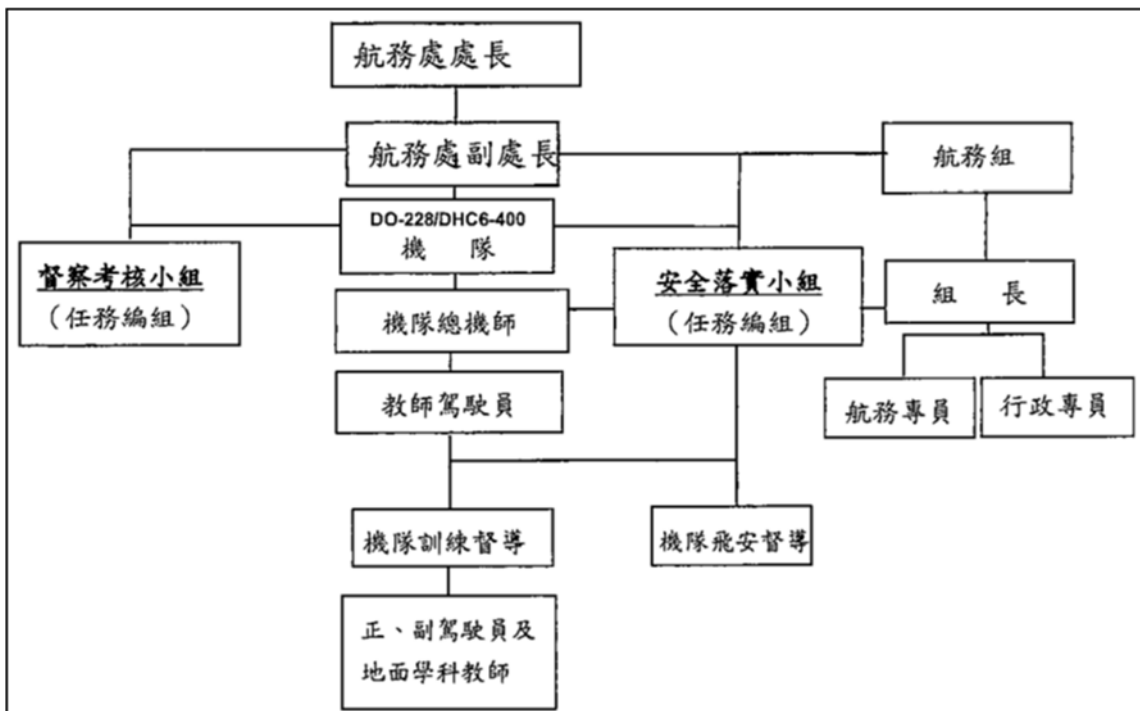 航務處處長
航務處副處長
航務組
DO-228/DHC6-400
機 隊
督察考核小組
（任務編組）
安全落實小組
（任務編組）
組 長
機隊總機師
教師駕駛員
航務專員
行政專員
機隊訓練督導
機隊飛安督導
正、副駕駛員及
地面學科教師